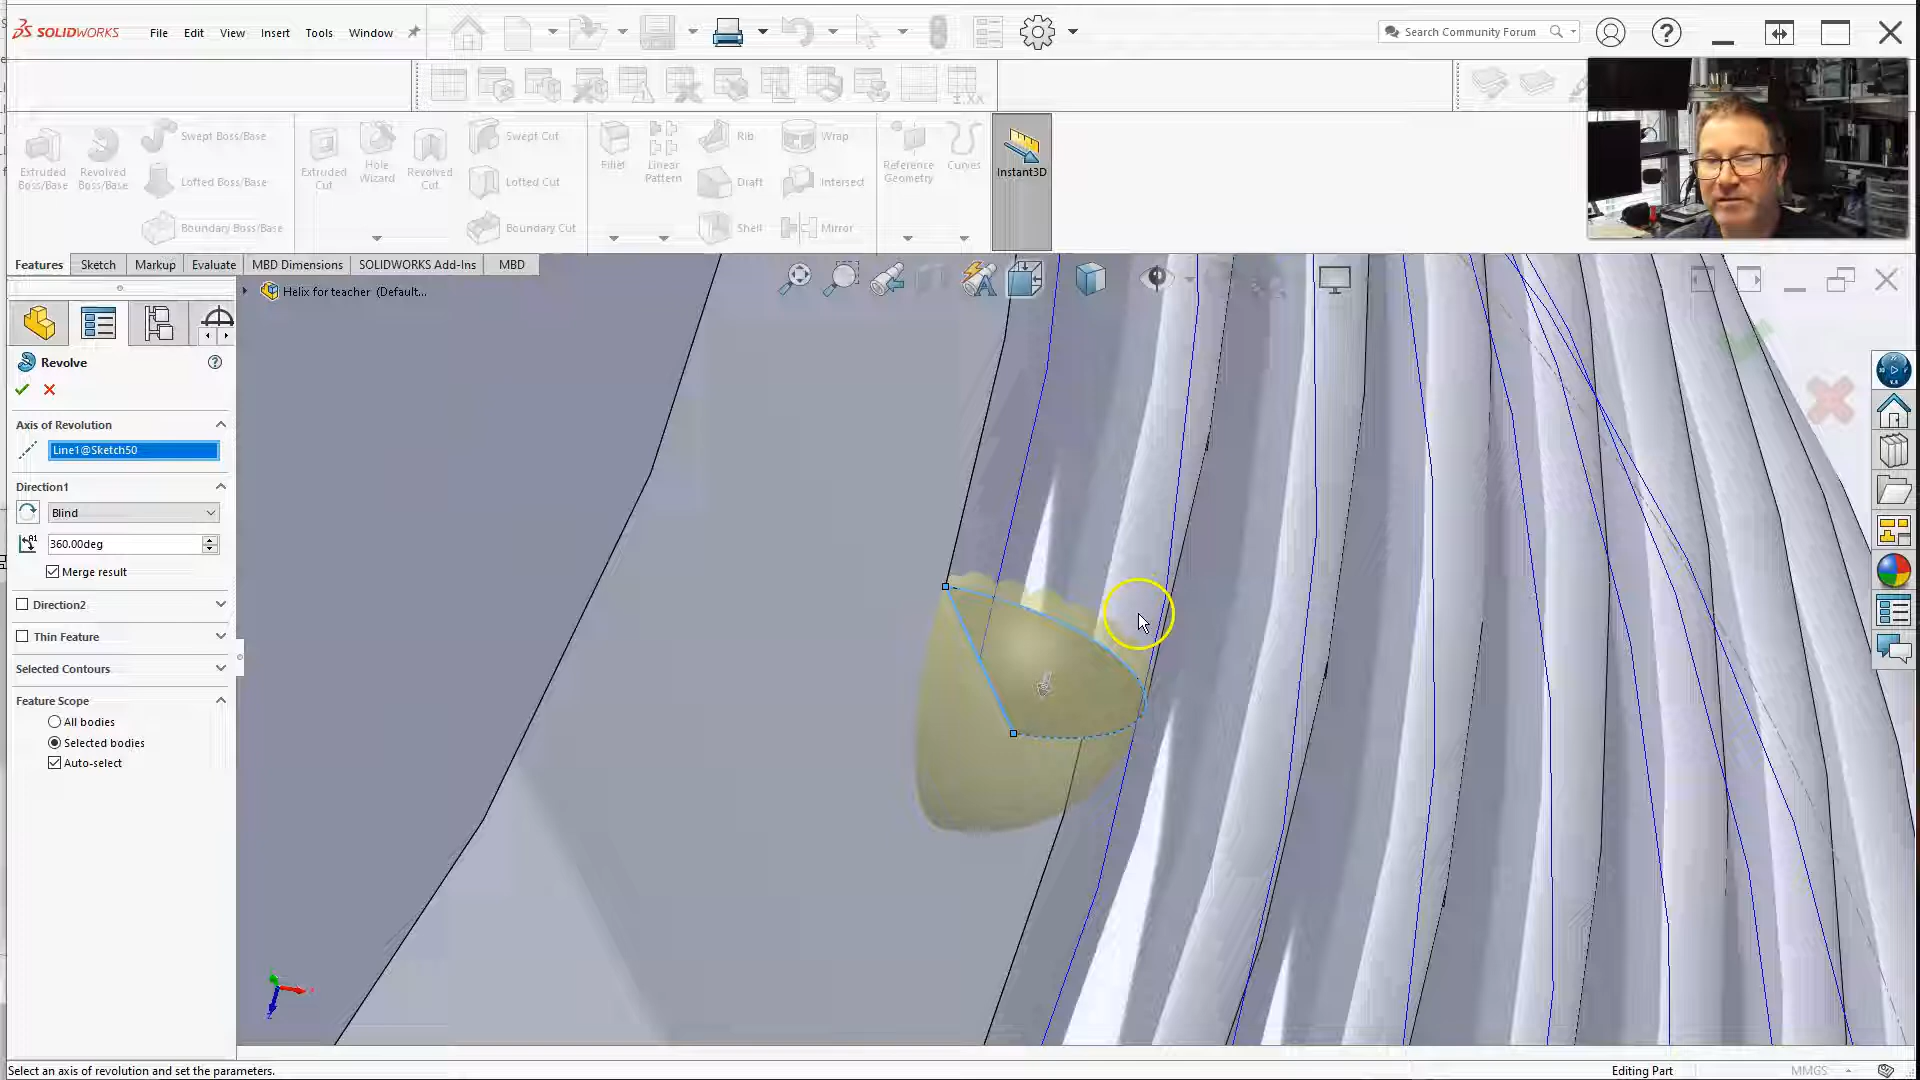 SOLIDWORKS
File Edit View Insert Tools Window
Search Community Forum
Extruded Boss/Base
Revolved Boss/Base
Swept Boss/Base
Lofted Boss/Base
Boundary Boss/Base
Extruded Cut
Hole Wizard
Revolved Cut
Swept Cut
Lofted Cut
Boundary Cut
Fillet
Linear Pattern
Rib
Draft
Shell
Wrap
Intersect
Mirror
Reference Geometry
Curves
Instant3D
Features Sketch Markup Evaluate MBD Dimensions SOLIDWORKS Add-Ins MBD
Helix for teacher (Default...
Revolve
Axis of Revolution
Line1@Sketch50
Direction1
Blind
360.00deg
Merge result
Direction2
Thin Feature
Selected Contours
Feature Scope
All bodies
Selected bodies
Auto-select
Select an axis of revolution and set the parameters.
Editing Part
MMGS